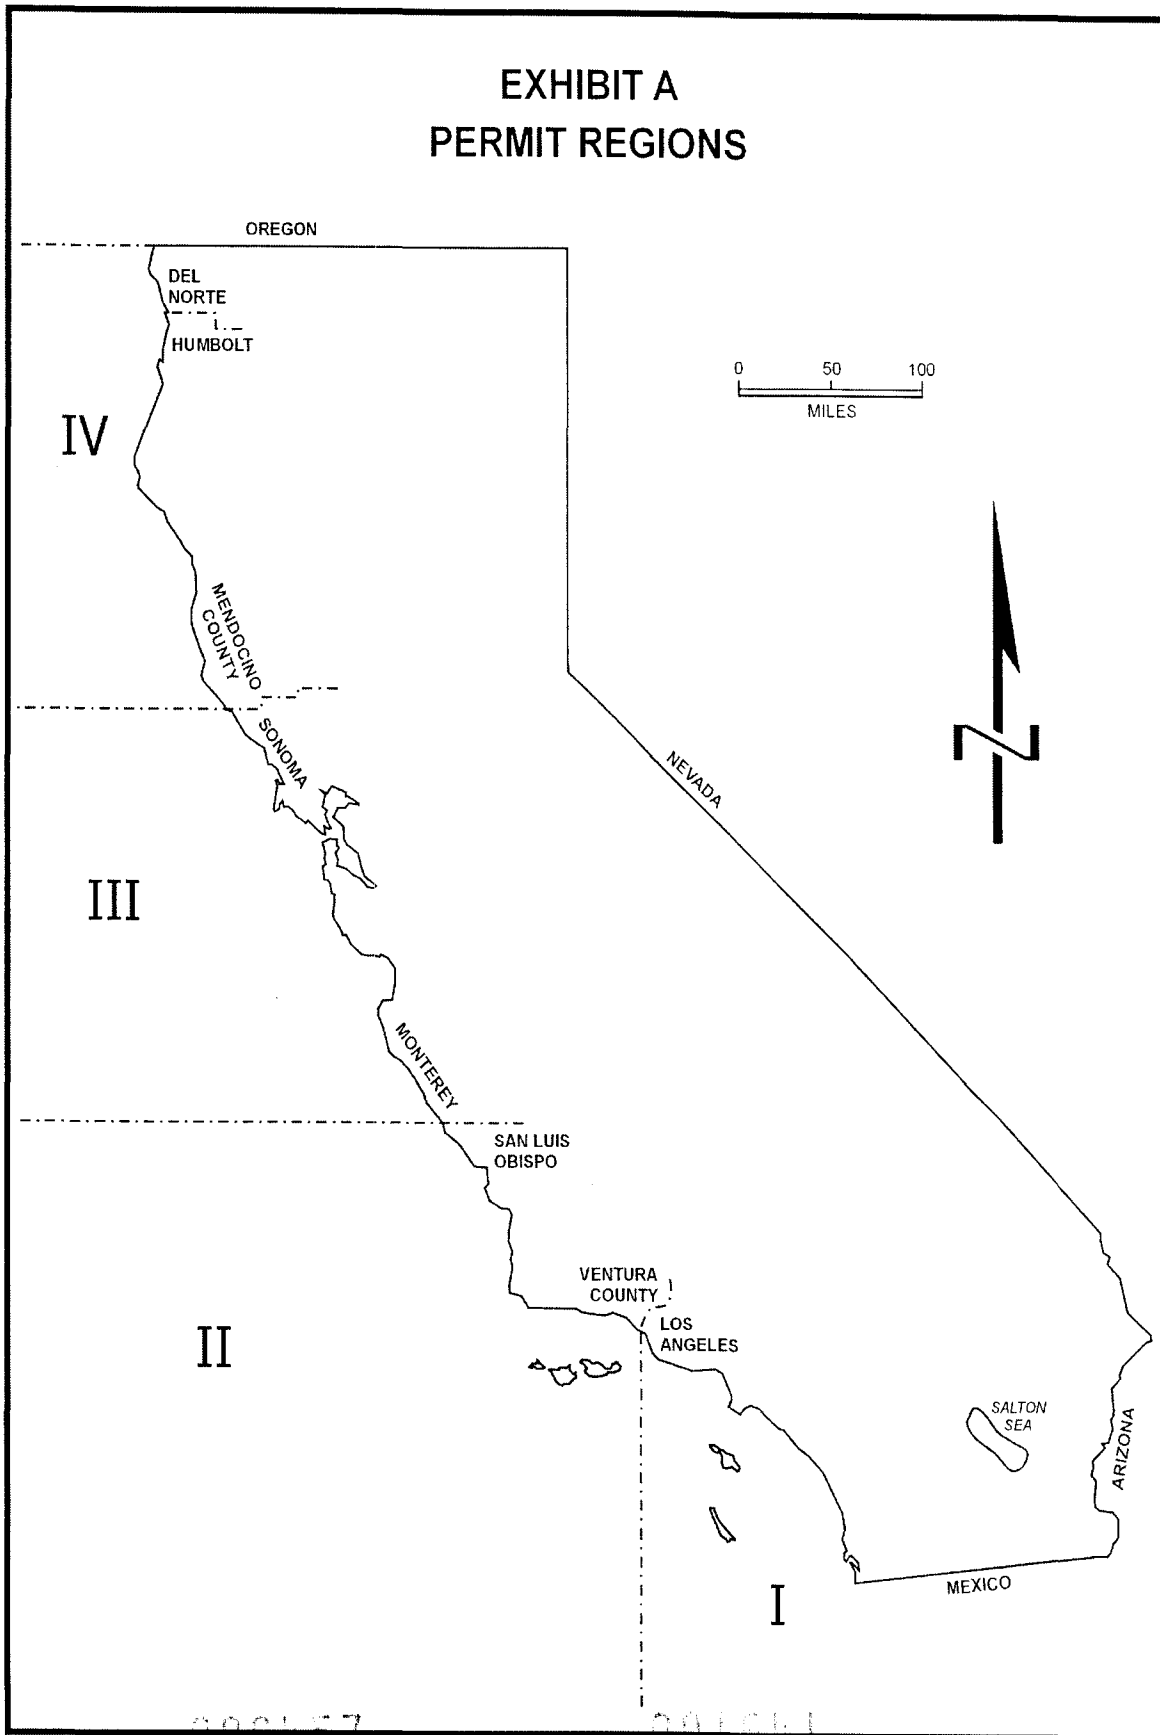 EXHIBIT A
PERMIT REGIONS
OREGON
DEL
NORTE
HUMBOLT
0 50 100
MILES
IV
MENDOCINO
COUNTY
SONOMA
NEVADA
III
MONTEREY
SAN LUIS
OBISPO
VENTURA
COUNTY
LOS
ANGELES
II
SALTON
SEA
ARIZONA
MEXICO
I